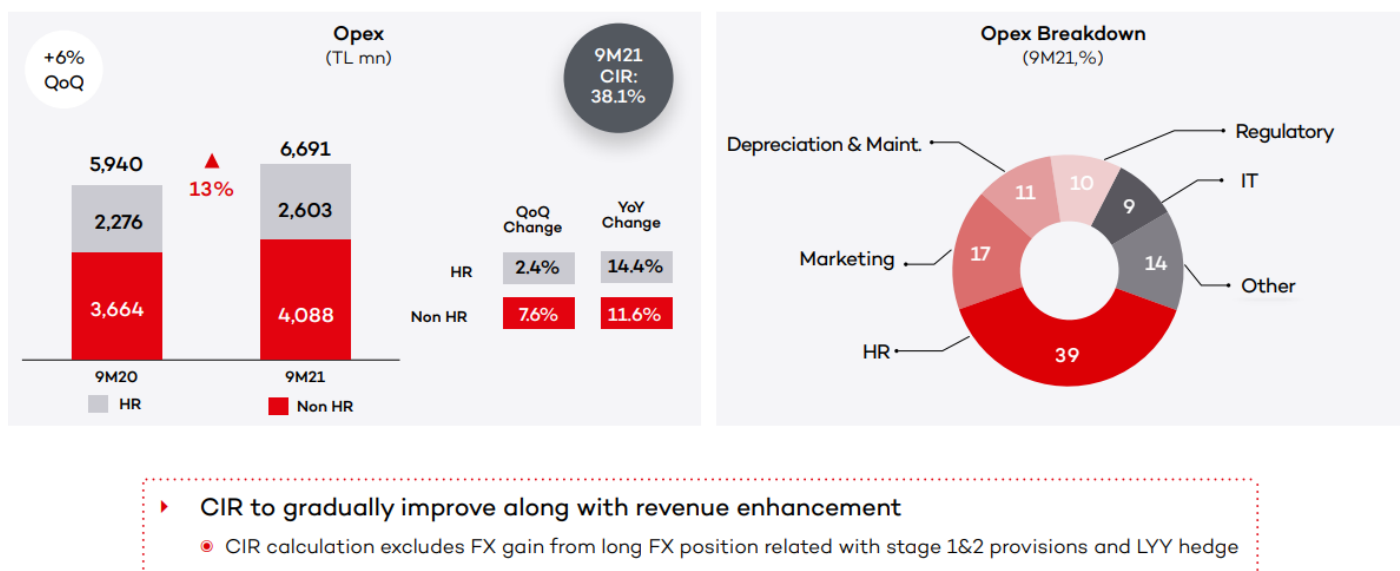 Opex
(TL mn)
+6%
QoQ
9M21
CIR:
38.1%
5,940
13%
6,691
2,276
2,603
3,664
4,088
9M20
9M21
HR
Non HR
QoQ
Change
YoY
Change
HR
2.4%
14.4%
Non HR
7.6%
11.6%
Opex Breakdown
(9M21,%)
Regulatory
10
IT
9
Other
14
HR
39
Marketing
17
Depreciation & Maint.
11
CIR to gradually improve along with revenue enhancement
CIR calculation excludes FX gain from long FX position related with stage 1&2 provisions and LYY hedge